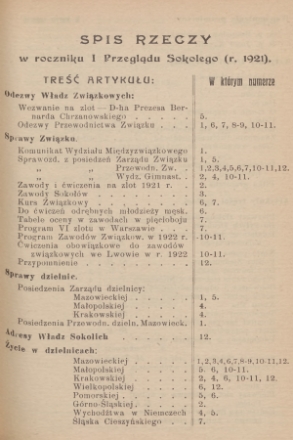 SPIS RZECZY
w roczniku I Przeglądu Sokolego (r. 1921).
TREŚĆ ARTYKUŁU: W którym numerze
Odezwy Władz Związkowych:
Wezwanie na zlot — D-ha Prezesa Ber-
narda Chrzanowskiego . . . . 5.
Odezwy Przewodnictwa Związku . . . 1, 6, 7, 8-9, 10-11.
Sprawy Związku.
Komunikat Wydziału Międzyzwiązkowego 1.
Sprawozd. z posiedzeń Zarządu Związku 1, 5.
„ „ Przewodn. Zw. 1,2,3,4,5,6,7,10-11,12.
„ „ Wydz. Gimnast. 2, 4, 10-11.
Zawody i ćwiczenia na zlot 1921 r. . 2.
Zawody Sokołów . . . . . . 3.
Kurs Związkowy . . . . . . 6, 7.
Do ćwiczeń odrębnych młodzieży męsk. 7.
Tabele oceny w zawodach w pięcioboju 7.
Program VI zlotu w Warszawie . . . 7.
Program Zawodów Związkow. w 1922 r. 10-11.
Ćwiczenia obowiązkowe do zawodów
związkowych we Lwowie w r. 1922 10-11.
Przypomnienie . . . . . . . 12.
Sprawy dzielnic.
Posiedzenia Zarządu dzielnicy:
Mazowieckiej . . . . . 1, 5.
Małopolskiej . . . . . 4.
Krakowskiej . . . . . 4.
Posiedzenia Przewodn. dzieln. Mazowieck. 1.
Adresy Władz Sokolich 12.
Życie w dzielnicach:
Mazowieckiej . . . . . 1,2,3,4,6,7,8-9,10-11,12.
Małopolskiej . . . . . 5, 6, 10-11.
Krakowskiej . . . . . 2, 4, 6, 10-11, 12.
Wielkopolskiej . . . . . 6, 12.
Pomorskiej . . . . . 5, 6.
Górno-Śląskiej . . . . . 2.
Wychodźtwa w Niemczech 4, 5.
Śląska Cieszyńskiego . . . 7.